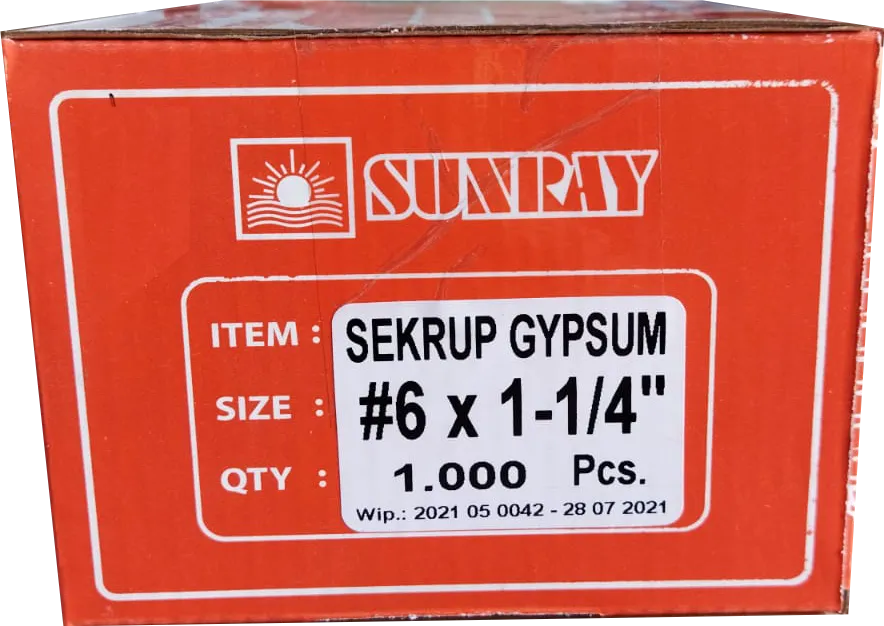 SUNRAY
ITEM : SEKRUP GYPSUM
SIZE : #6 x 1-1/4"
QTY : 1.000 Pcs.
Wip.: 2021 05 0042 - 28 07 2021